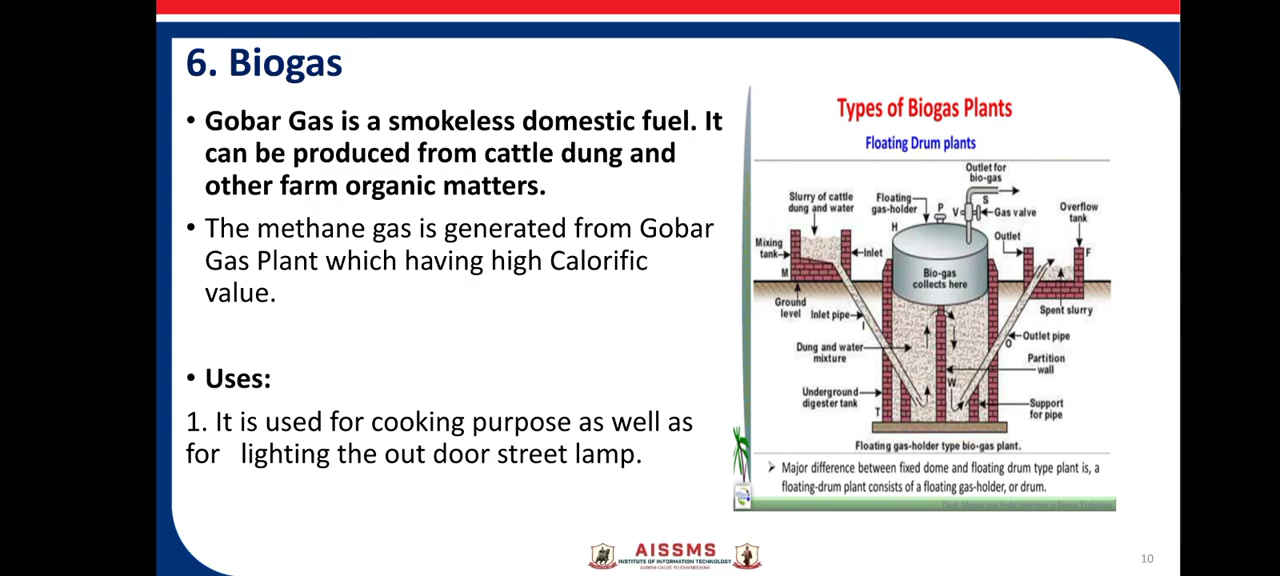 6. Biogas
• Gobar Gas is a smokeless domestic fuel. It
can be produced from cattle dung and
other farm organic matters.
• The methane gas is generated from Gobar
Gas Plant which having high Calorific
value.
• Uses:
1. It is used for cooking purpose as well as
for lighting the out door street lamp.
Types of Biogas Plants
Floating Drum plants
Outlet for
bio-gas
Slurry of cattle
dung and water
Floating
gas-holder
P
V
S
Gas valve
Overflow
tank
H
Outlet
Mixing
tank
Inlet
F
M
Bio-gas
collects here
Ground
level
Inlet pipe
I
Spent slurry
Outlet pipe
O
Dung and water
mixture
Partition
wall
W
Underground
digester tank
T
Support
for pipe
Floating gas-holder type bio-gas plant.
➢ Major difference between fixed dome and floating drum type plant is, a
floating-drum plant consists of a floating gas-holder, or drum.
AISSMS
INSTITUTE OF INFORMATION TECHNOLOGY
ADDING VALUE TO ENGINEERING
10